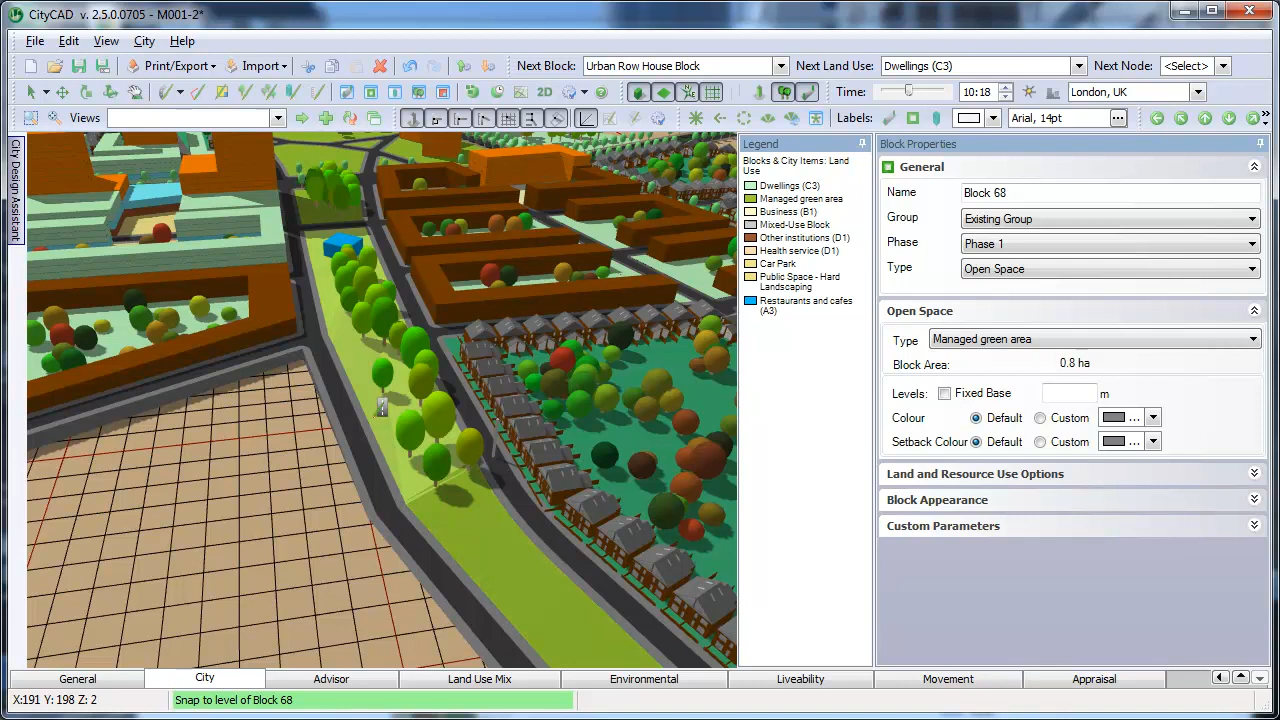 CityCAD v. 2.5.0.0705 - M001-2*
File Edit View City Help
Print/Export Import Next Block: Urban Row House Block Next Land Use: Dwellings (C3) Next Node: <Select>
2D Time: 10:18 London, UK
Views Labels: Arial, 14pt ...
City Design Assistant
Legend
Blocks & City Items: Land
Use
Dwellings (C3)
Managed green area
Business (B1)
Mixed-Use Block
Other institutions (D1)
Health service (D1)
Car Park
Public Space - Hard
Landscaping
Restaurants and cafes
(A3)
Block Properties
General
Name Block 68
Group Existing Group
Phase Phase 1
Type Open Space
Open Space
Type Managed green area
Block Area: 0.8 ha
Levels: Fixed Base m
Colour Default Custom ...
Setback Colour Default Custom ...
Land and Resource Use Options
Block Appearance
Custom Parameters
General City Advisor Land Use Mix Environmental Liveability Movement Appraisal
X:191 Y: 198 Z: 2 Snap to level of Block 68